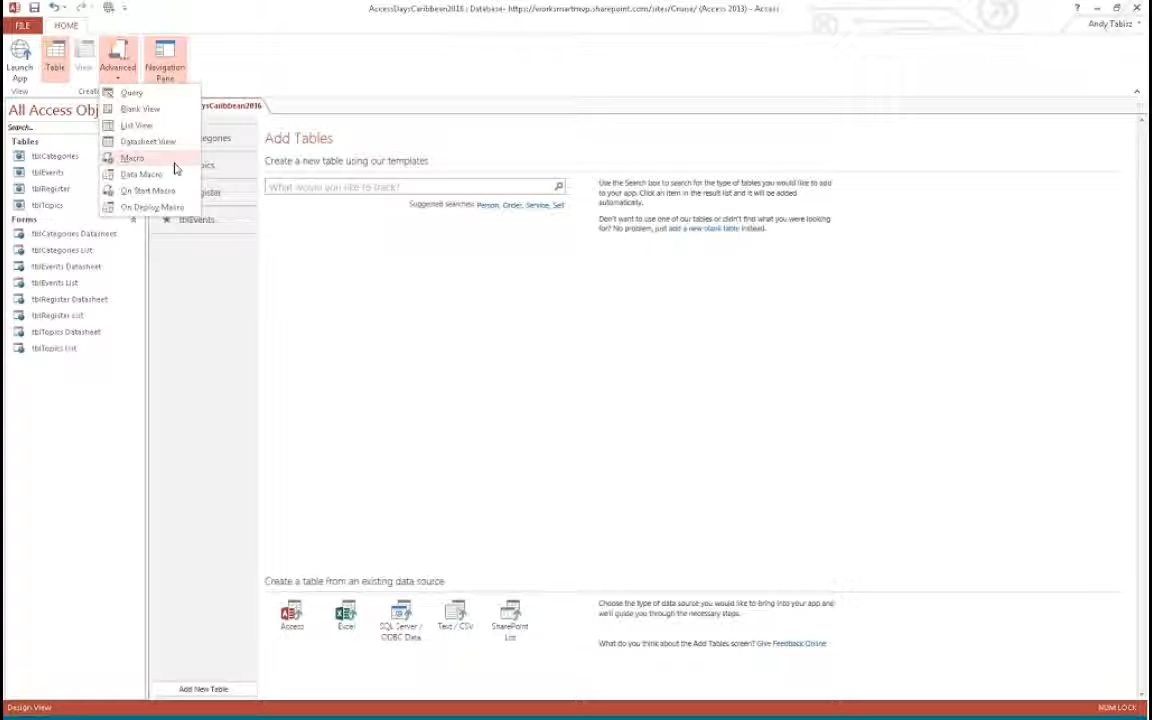 AccessDaysCaribbean2016 : Database- https://worksmartmvp.sharepoint.com/sites/Cruise/ (Access 2013) - Access
FILE
HOME
Andy Tabisz
Launch App
Table
View
Advanced
Navigation Pane
View
Create
All Access Obj
Search...
Tables
tblCategories
tblEvents
tblRegister
tblTopics
Forms
tblCategories Datasheet
tblCategories List
tblEvents Datasheet
tblEvents List
tblRegister Datasheet
tblRegister List
tblTopics Datasheet
tblTopics List
Query
Blank View
List View
Datasheet View
Macro
Data Macro
On Start Macro
On Deploy Macro
ysCaribbean2016
egories
pics
gister
tblEvents
Add Tables
Create a new table using our templates
What would you like to track?
Suggested searches: Person, Order, Service, Sell
Use the Search box to search for the type of tables you would like to add
to your app. Click an item in the result list and it will be added
automatically.
Don't want to use one of our tables or didn't find what you were looking
for? No problem, just add a new blank table instead.
Create a table from an existing data source
Access
Excel
SQL Server / ODBC Data
Text / CSV
SharePoint List
Choose the type of data source you would like to bring into your app and
we'll guide you through the necessary steps.
What do you think about the Add Tables screen? Give Feedback Online
Add New Table
Design View
NUM LOCK